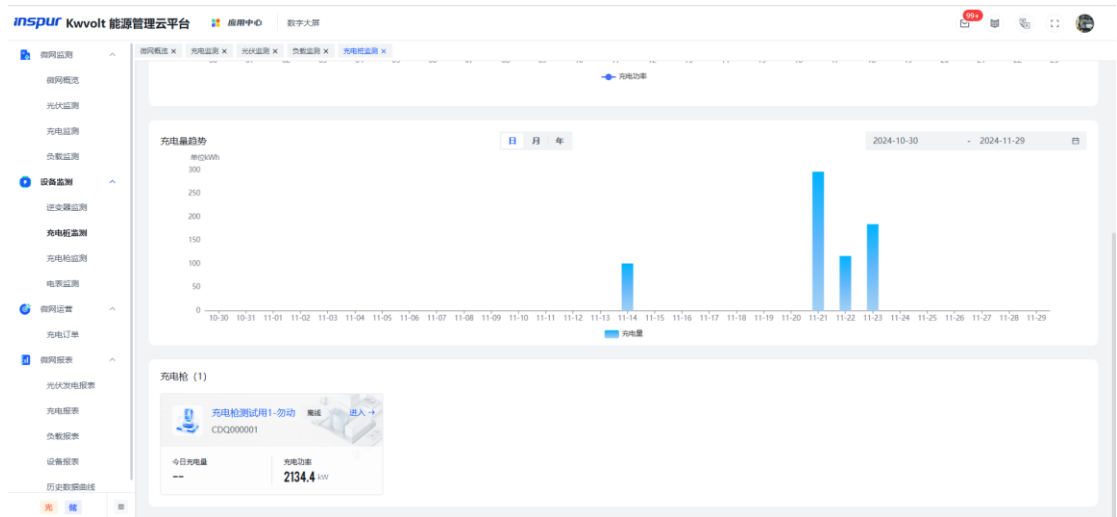 inspur Kwvolt 能源管理云平台
应用中心
数字大屏
99+
微网监测
微网概览
光伏监测
充电监测
负载监测
设备监测
逆变器监测
充电桩监测
充电枪监测
电表监测
微网运营
充电订单
微网报表
光伏发电报表
充电报表
负载报表
设备报表
历史数据曲线
光 储
微网概览 × 充电监测 × 光伏监测 × 负载监测 × 充电桩监测 ×
充电功率
充电量趋势
日 月 年
2024-10-30 - 2024-11-29
单位kWh
300
250
200
150
100
50
0
10-30 10-31 11-01 11-02 11-03 11-04 11-05 11-06 11-07 11-08 11-09 11-10 11-11 11-12 11-13 11-14 11-15 11-16 11-17 11-18 11-19 11-20 11-21 11-22 11-23 11-24 11-25 11-26 11-27 11-28 11-29
充电量
充电枪（1）
充电枪测试用1-勿动 离线 进入 →
CDQ000001
今日充电量 充电功率
-- 2134.4 kW